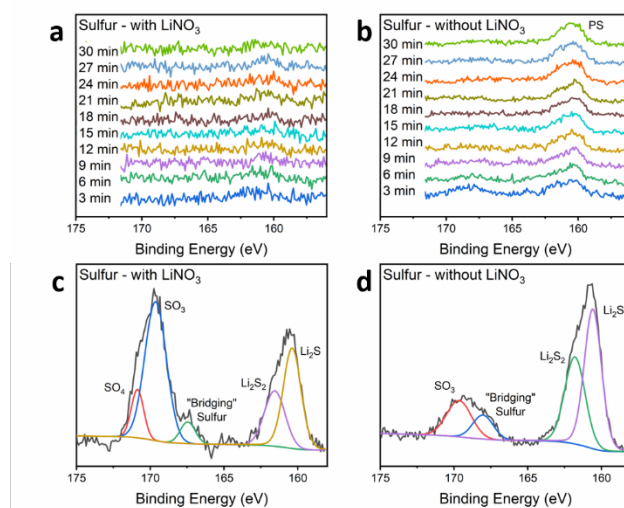 a Sulfur - with LiNO3
30 min
27 min
24 min
21 min
18 min
15 min
12 min
9 min
6 min
3 min
175 170 165 160
Binding Energy (eV)
b Sulfur - without LiNO3
PS
30 min
27 min
24 min
21 min
18 min
15 min
12 min
9 min
6 min
3 min
175 170 165 160
Binding Energy (eV)
c Sulfur - with LiNO3
SO3
SO4
"Bridging"
Sulfur
Li2S2
Li2S
175 170 165 160
Binding Energy (eV)
d Sulfur - without LiNO3
Li2S
Li2S2
SO3
"Bridging"
Sulfur
175 170 165 160
Binding Energy (eV)